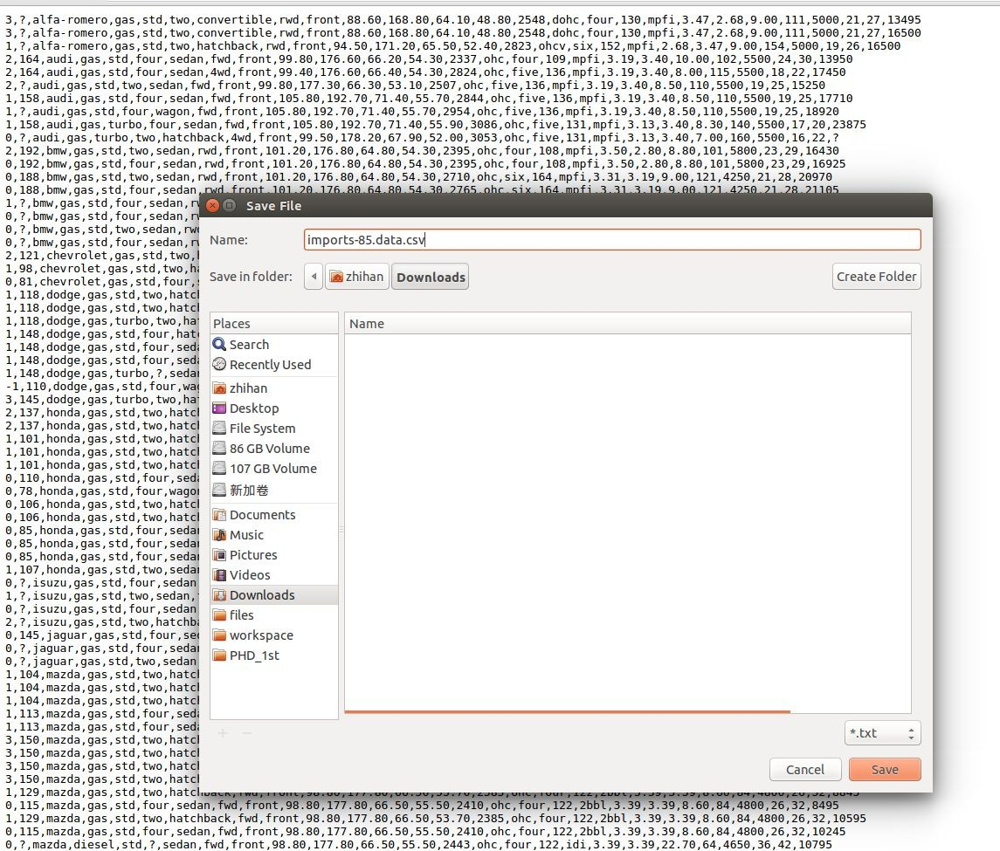 3,?,alfa-romero,gas,std,two,convertible,rwd,front,88.60,168.80,64.10,48.80,2548,dohc,four,130,mpfi,3.47,2.68,9.00,111,5000,21,27,13495
3,?,alfa-romero,gas,std,two,convertible,rwd,front,88.60,168.80,64.10,48.80,2548,dohc,four,130,mpfi,3.47,2.68,9.00,111,5000,21,27,16500
1,?,alfa-romero,gas,std,two,hatchback,rwd,front,94.50,171.20,65.50,52.40,2823,ohcv,six,152,mpfi,2.68,3.47,9.00,154,5000,19,26,16500
2,164,audi,gas,std,four,sedan,fwd,front,99.80,176.60,66.20,54.30,2337,ohc,four,109,mpfi,3.19,3.40,10.00,102,5500,24,30,13950
2,164,audi,gas,std,four,sedan,4wd,front,99.40,176.60,66.40,54.30,2824,ohc,five,136,mpfi,3.19,3.40,8.00,115,5500,18,22,17450
2,?,audi,gas,std,two,sedan,fwd,front,99.80,177.30,66.30,53.10,2507,ohc,five,136,mpfi,3.19,3.40,8.50,110,5500,19,25,15250
1,158,audi,gas,std,four,sedan,fwd,front,105.80,192.70,71.40,55.70,2844,ohc,five,136,mpfi,3.19,3.40,8.50,110,5500,19,25,17710
1,?,audi,gas,std,four,wagon,fwd,front,105.80,192.70,71.40,55.70,2954,ohc,five,136,mpfi,3.19,3.40,8.50,110,5500,19,25,18920
1,158,audi,gas,turbo,four,sedan,fwd,front,105.80,192.70,71.40,55.90,3086,ohc,five,131,mpfi,3.13,3.40,8.30,140,5500,17,20,23875
0,?,audi,gas,turbo,two,hatchback,4wd,front,99.50,178.20,67.90,52.00,3053,ohc,five,131,mpfi,3.13,3.40,7.00,160,5500,16,22,?
2,192,bmw,gas,std,two,sedan,rwd,front,101.20,176.80,64.80,54.30,2395,ohc,four,108,mpfi,3.50,2.80,8.80,101,5800,23,29,16430
0,192,bmw,gas,std,four,sedan,rwd,front,101.20,176.80,64.80,54.30,2395,ohc,four,108,mpfi,3.50,2.80,8.80,101,5800,23,29,16925
0,188,bmw,gas,std,two,sedan,rwd,front,101.20,176.80,64.80,54.30,2710,ohc,six,164,mpfi,3.31,3.19,9.00,121,4250,21,28,20970
0,188,bmw,gas,std,four,sedan,rwd,front,101.20,176.80,64.80,54.30,2765,ohc,six,164,mpfi,3.31,3.19,9.00,121,4250,21,28,21105
1,?,bmw,gas,std,four,sedan,rw
0,?,bmw,gas,std,four,sedan,rw
0,?,bmw,gas,std,two,sedan,rwd
0,?,bmw,gas,std,four,sedan,rw
2,121,chevrolet,gas,std,two,h
1,98,chevrolet,gas,std,two,ha
0,81,chevrolet,gas,std,four,s
1,118,dodge,gas,std,two,hatch
1,118,dodge,gas,std,two,hatch
1,118,dodge,gas,turbo,two,hat
1,148,dodge,gas,std,four,hatc
1,148,dodge,gas,std,four,seda
1,148,dodge,gas,std,four,seda
1,148,dodge,gas,turbo,?,sedan
-1,110,dodge,gas,std,four,wag
3,145,dodge,gas,turbo,two,hat
2,137,honda,gas,std,two,hatch
2,137,honda,gas,std,two,hatch
1,101,honda,gas,std,two,hatch
1,101,honda,gas,std,two,hatch
1,101,honda,gas,std,two,hatch
0,110,honda,gas,std,four,seda
0,78,honda,gas,std,four,wagon
0,106,honda,gas,std,two,hatch
0,106,honda,gas,std,two,hatch
0,85,honda,gas,std,four,sedan
0,85,honda,gas,std,four,sedan
0,85,honda,gas,std,four,sedan
1,107,honda,gas,std,two,sedan
0,?,isuzu,gas,std,four,sedan
1,?,isuzu,gas,std,two,sedan,
0,?,isuzu,gas,std,four,sedan
2,?,isuzu,gas,std,two,hatchba
0,145,jaguar,gas,std,four,sed
0,?,jaguar,gas,std,four,sedan
0,?,jaguar,gas,std,two,sedan
1,104,mazda,gas,std,two,hatch
1,104,mazda,gas,std,two,hatch
1,104,mazda,gas,std,two,hatch
1,113,mazda,gas,std,four,seda
1,113,mazda,gas,std,four,seda
3,150,mazda,gas,std,two,hatch
3,150,mazda,gas,std,two,hatch
3,150,mazda,gas,std,two,hatch
3,150,mazda,gas,std,two,hatch
1,129,mazda,gas,std,two,hatchback,fwd,front,98.80,177.80,66.50,53.70,2385,ohc,four,122,2bbl,3.39,3.39,8.60,84,4800,26,32,8845
0,115,mazda,gas,std,four,sedan,fwd,front,98.80,177.80,66.50,55.50,2410,ohc,four,122,2bbl,3.39,3.39,8.60,84,4800,26,32,8495
1,129,mazda,gas,std,two,hatchback,fwd,front,98.80,177.80,66.50,53.70,2385,ohc,four,122,2bbl,3.39,3.39,8.60,84,4800,26,32,10595
0,115,mazda,gas,std,four,sedan,fwd,front,98.80,177.80,66.50,55.50,2410,ohc,four,122,2bbl,3.39,3.39,8.60,84,4800,26,32,10245
0,?,mazda,diesel,std,?,sedan,fwd,front,98.80,177.80,66.50,55.50,2443,ohc,four,122,idi,3.39,3.39,22.70,64,4650,36,42,10795
Save File
Name: imports-85.data.csv
Save in folder: zhihan Downloads Create Folder
Places
Search
Recently Used
zhihan
Desktop
File System
86 GB Volume
107 GB Volume
新加卷
Documents
Music
Pictures
Videos
Downloads
files
workspace
PHD_1st
Name
*.txt
Cancel Save